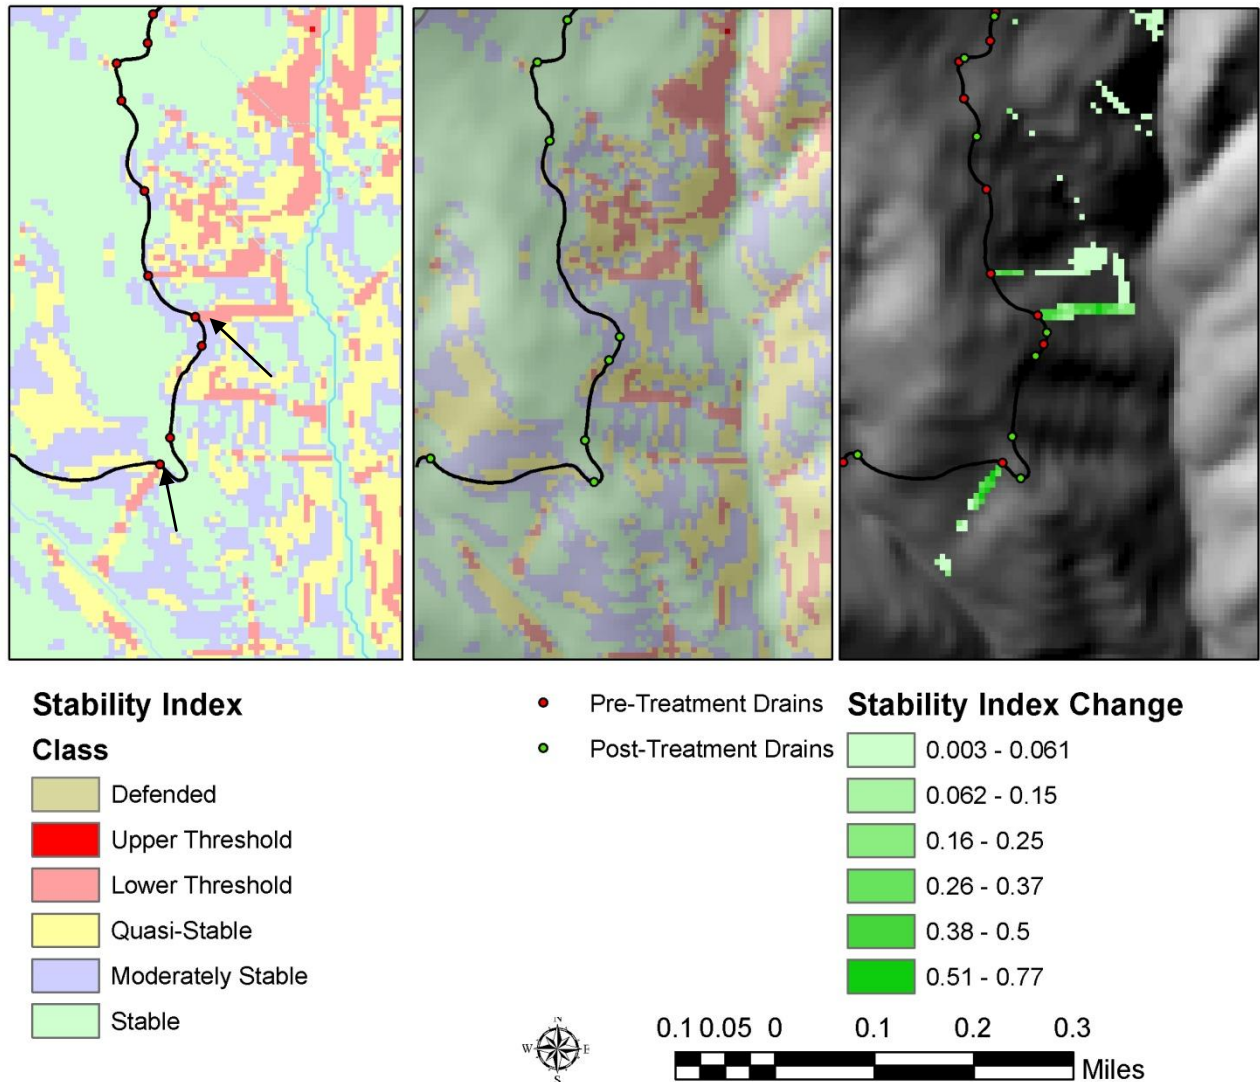 Stability Index
Class
Defended
Upper Threshold
Lower Threshold
Quasi-Stable
Moderately Stable
Stable
Pre-Treatment Drains
Post-Treatment Drains
Stability Index Change
0.003 - 0.061
0.062 - 0.15
0.16 - 0.25
0.26 - 0.37
0.38 - 0.5
0.51 - 0.77
N
W E
S
0.1 0.05 0 0.1 0.2 0.3
Miles